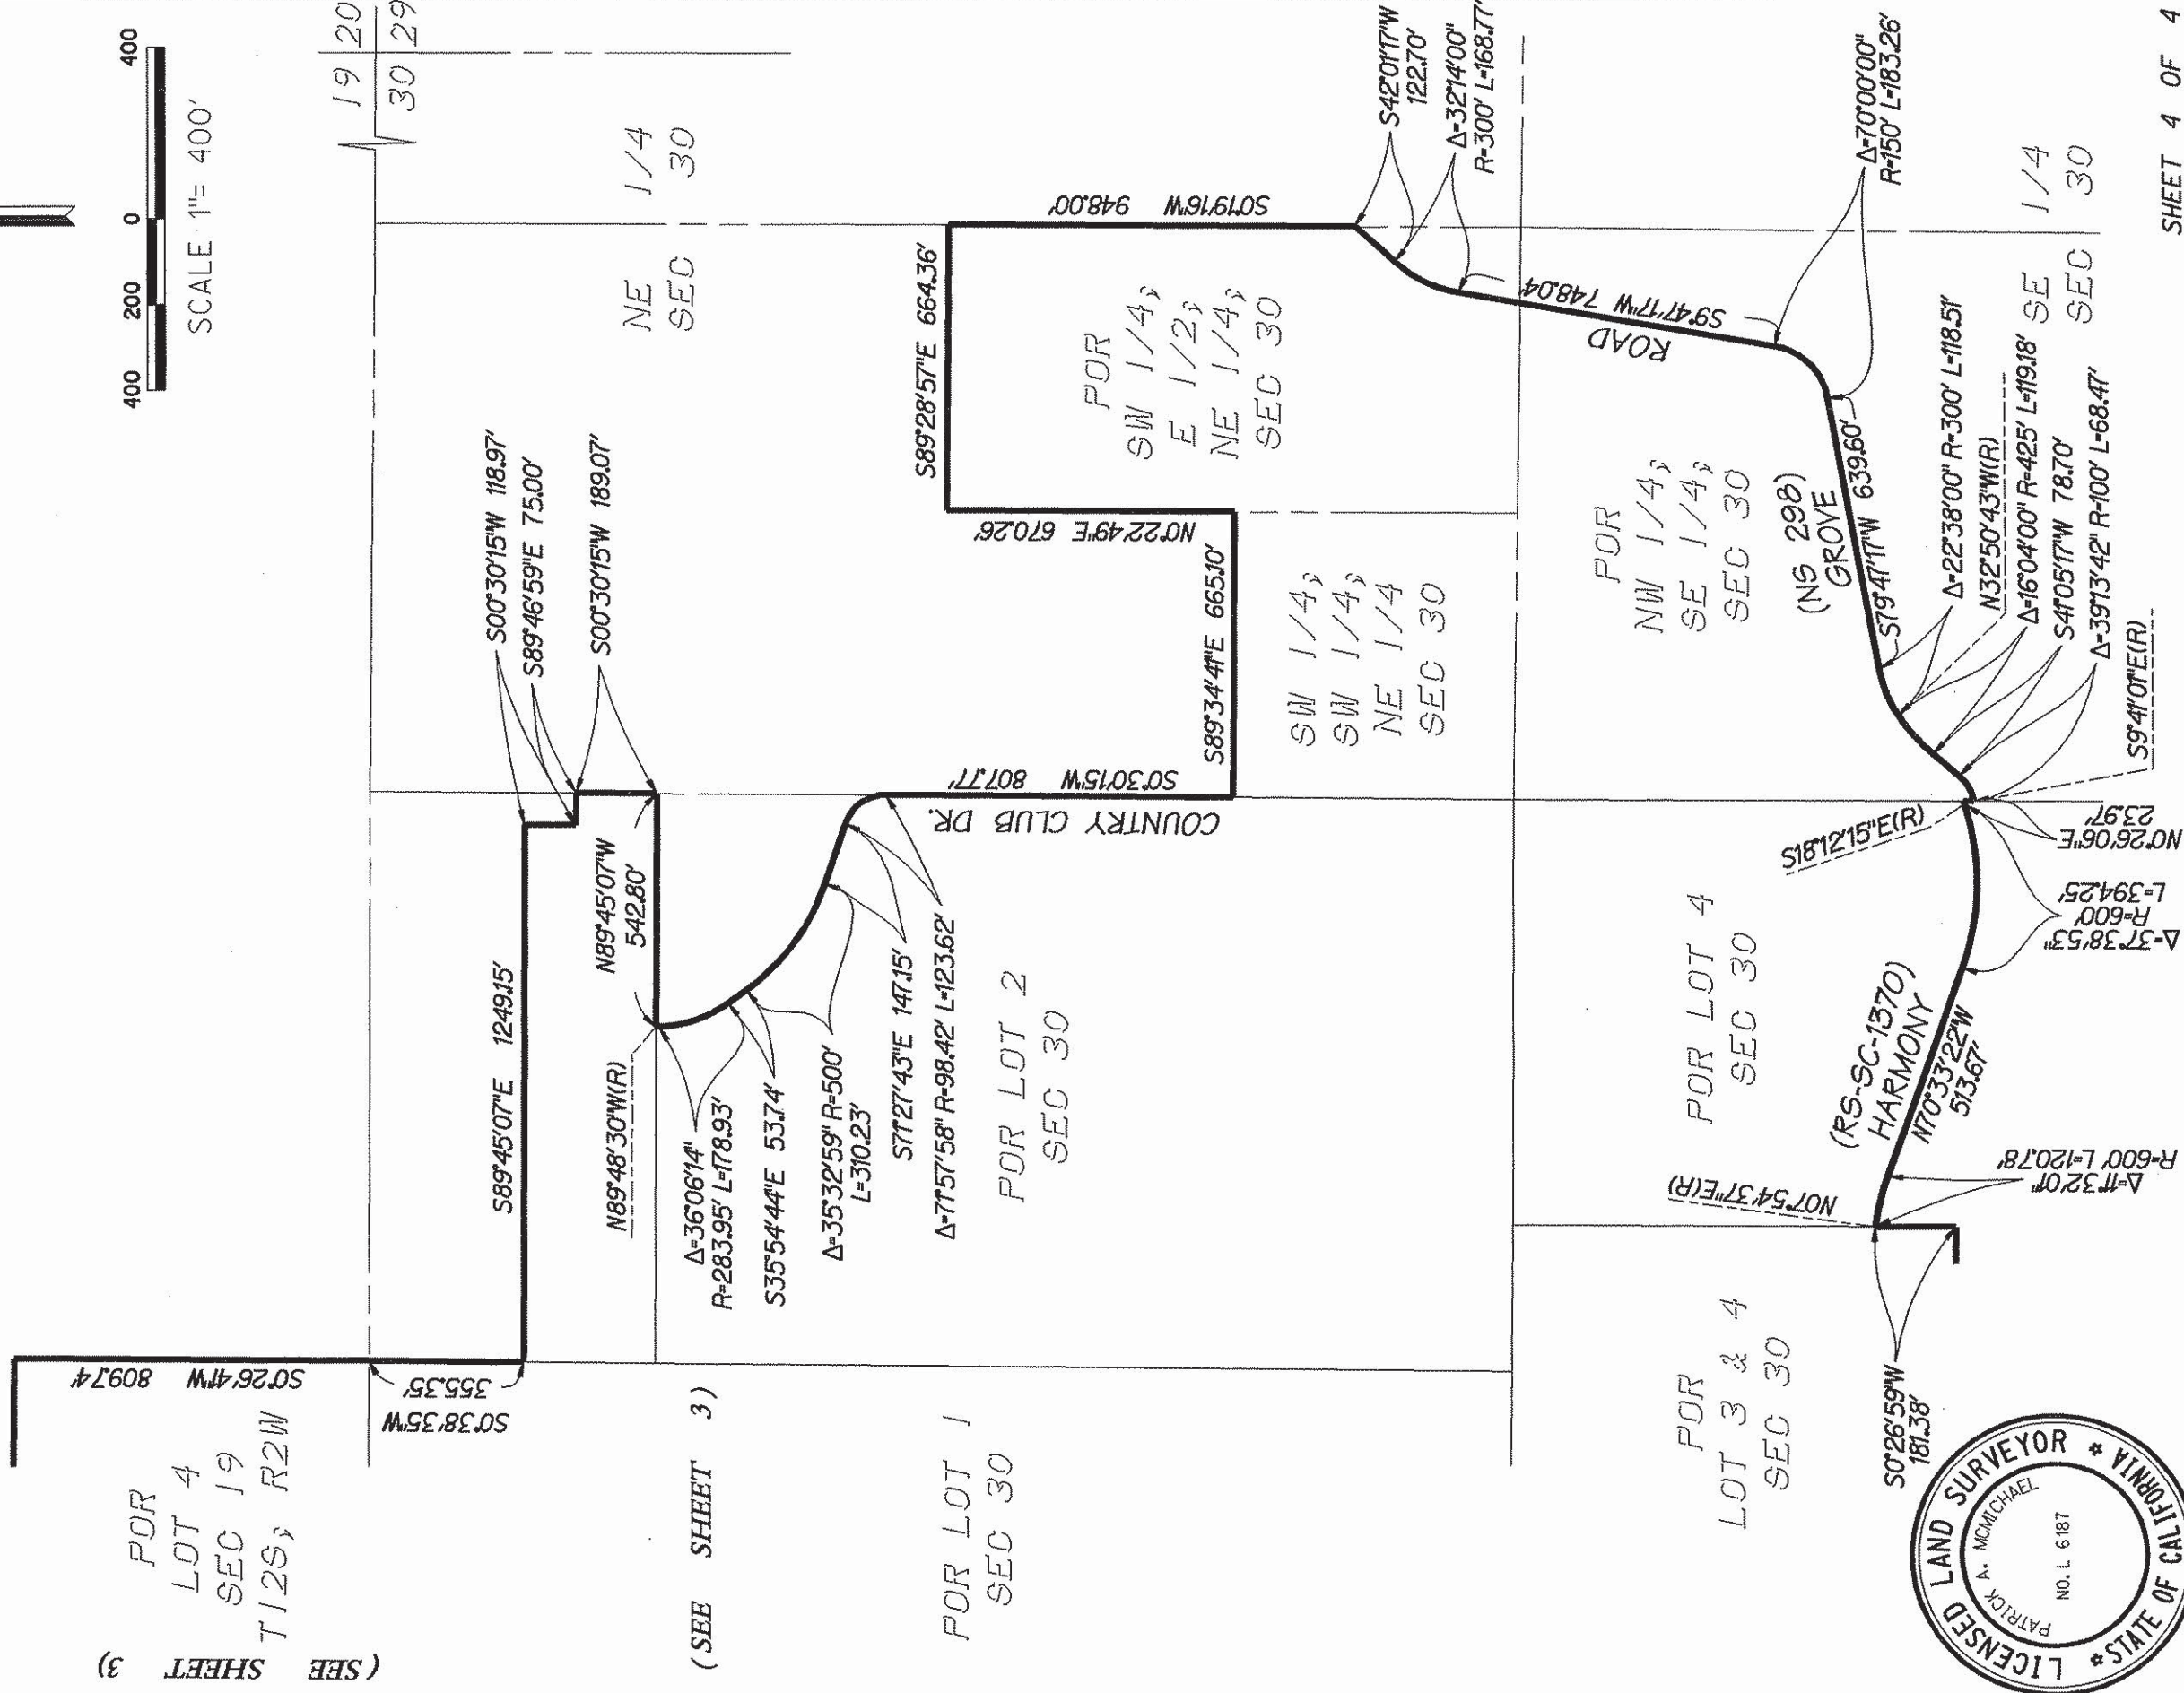 400 0 200 400
SCALE 1"= 400'
19 20
30 29
POR
LOT 4
SEC 19
T12S, R2W
(SEE SHEET 3)
S0°26'41"W 809.74'
S0°38'35"W
355.35'
(SEE SHEET 3)
POR LOT 1
SEC 30
S89°45'07"E 1249.15'
S00°30'15"W 118.97'
S89°46'59"E 75.00'
S00°30'15"W 189.07'
N89°45'07"W
542.80'
N89°48'30"W(R)
Δ=36°06'14"
R=283.95' L=178.93'
S35°54'44"E 53.74'
Δ=35°32'59" R=500'
L=310.23'
S71°27'43"E 147.15'
Δ=71°57'58" R=98.42' L=123.62'
POR LOT 2
SEC 30
COUNTRY CLUB DR.
S0°30'15"W 807.77'
S89°34'41"E 665.10'
N0°22'49"E 670.26'
S89°28'57"E 664.36'
S0°19'16"W 948.00'
NE 1/4
SEC 30
POR
SW 1/4,
E 1/2,
NE 1/4,
SEC 30
SW 1/4,
SW 1/4,
NE 1/4
SEC 30
S42°01'17"W
122.70'
Δ=32°14'00"
R=300' L=168.77'
S9°47'17"W 748.04'
ROAD
Δ=70°00'00"
R=150' L=183.26'
POR
NW 1/4,
SE 1/4,
SEC 30
(NS 298)
GROVE
S79°47'17"W 639.60'
Δ=22°38'00" R=300' L=118.51'
N32°50'43"W(R)
Δ=16°04'00" R=425' L=119.18'
S41°05'17"W 78.70'
Δ=39°13'42" R=100' L=68.47'
S9°41'01"E(R)
SE 1/4
SEC 30
N0°26'06"E
23.97'
S18°12'15"E(R)
Δ=37°38'53"
R=600'
L=394.25'
POR LOT 4
SEC 30
(RS-SC-1370)
HARMONY
N70°33'22"W
513.67'
Δ=11°32'01"
R=600' L=120.78'
N07°54'37"E(R)
POR
LOT 3 & 4
SEC 30
S0°26'59"W
181.38'
LICENSED LAND SURVEYOR
PATRICK A. MCMICHAEL
NO. L 6187
STATE OF CALIFORNIA
SHEET 4 OF 4